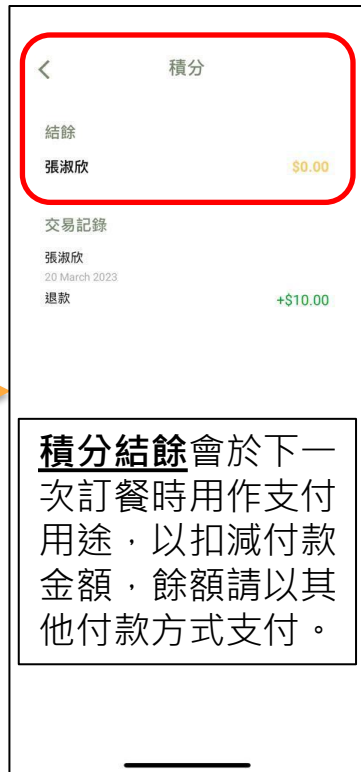 積分
結餘
張淑欣 $0.00
交易記錄
張淑欣
20 March 2023
退款 +$10.00
積分結餘會於下一
次訂餐時用作支付
用途，以扣減付款
金額，餘額請以其
他付款方式支付。